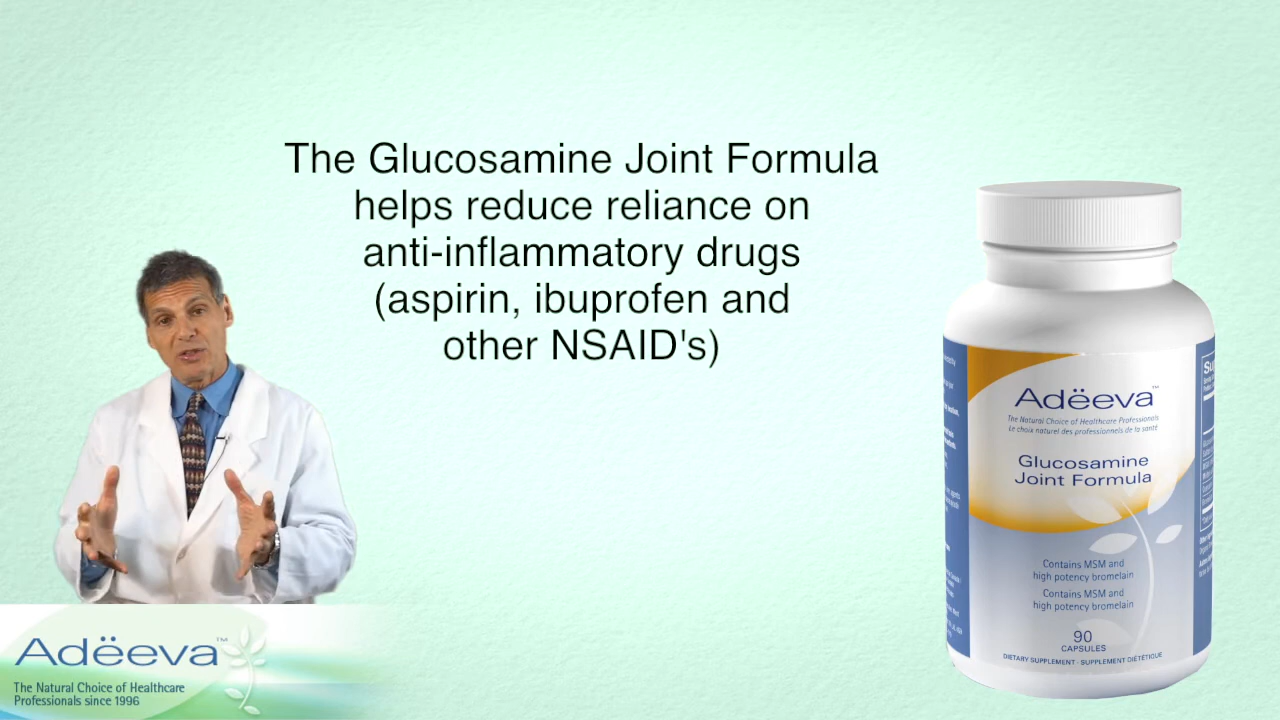 The Glucosamine Joint Formula
helps reduce reliance on
anti-inflammatory drugs
(aspirin, ibuprofen and
other NSAID's)
Adëeva™
The Natural Choice of Healthcare Professionals
Le choix naturel des professionnels de la santé
Glucosamine
Joint Formula
Contains MSM and
high potency bromelain
Contains MSM and
high potency bromelain
90
CAPSULES
DIETARY SUPPLEMENT · SUPPLEMENT DIÉTÉTIQUE
Adëeva™
The Natural Choice of Healthcare
Professionals since 1996